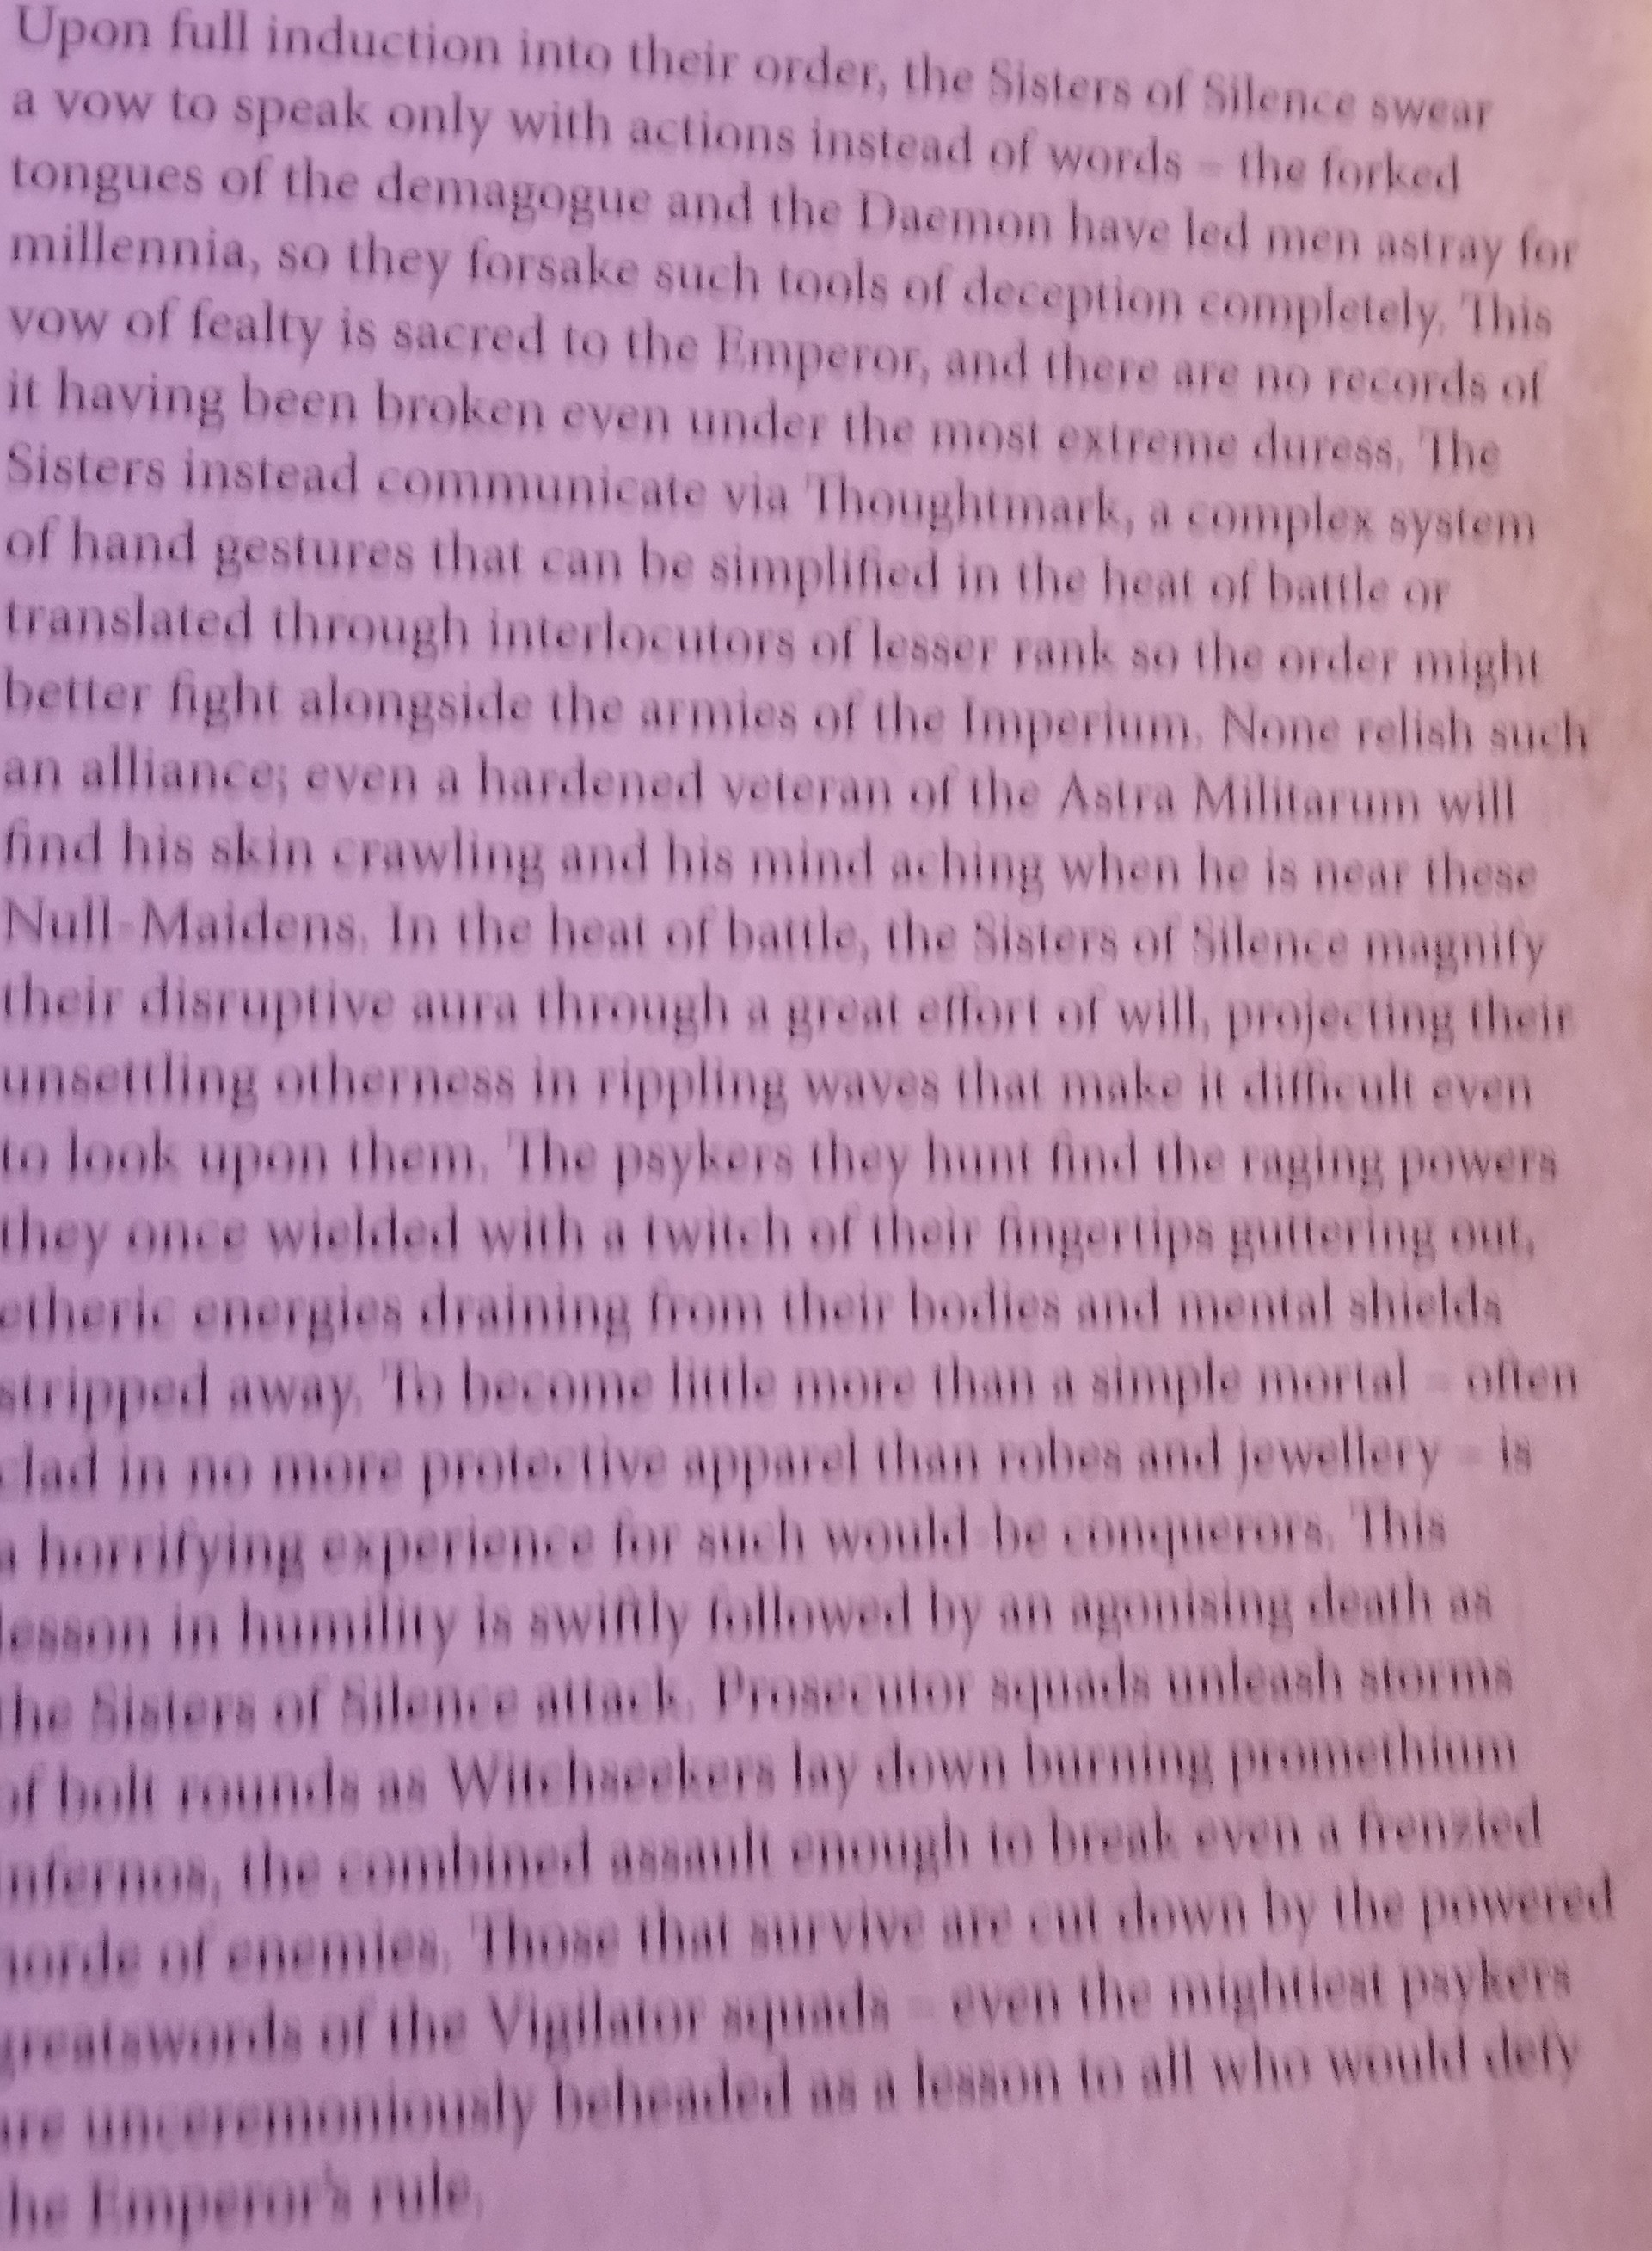 Upon full induction into their order, the Sisters of Silence swear
a vow to speak only with actions instead of words – the forked
tongues of the demagogue and the Daemon have led men astray for
millennia, so they forsake such tools of deception completely. This
vow of fealty is sacred to the Emperor, and there are no records of
it having been broken even under the most extreme duress. The
Sisters instead communicate via Thoughtmark, a complex system
of hand gestures that can be simplified in the heat of battle or
translated through interlocutors of lesser rank so the order might
better fight alongside the armies of the Imperium. None relish such
an alliance; even a hardened veteran of the Astra Militarum will
find his skin crawling and his mind aching when he is near these
Null-Maidens. In the heat of battle, the Sisters of Silence magnify
their disruptive aura through a great effort of will, projecting their
unsettling otherness in rippling waves that make it difficult even
to look upon them. The psykers they hunt find the raging powers
they once wielded with a twitch of their fingertips guttering out,
etheric energies draining from their bodies and mental shields
stripped away. To become little more than a simple mortal – often
clad in no more protective apparel than robes and jewellery – is
a horrifying experience for such would-be conquerors. This
lesson in humility is swiftly followed by an agonising death as
the Sisters of Silence attack. Prosecutor squads unleash storms
of bolt rounds as Witchseekers lay down burning promethium
infernos, the combined assault enough to break even a frenzied
horde of enemies. Those that survive are cut down by the powered
greatswords of the Vigilator squads – even the mightiest psykers
are unceremoniously beheaded as a lesson to all who would defy
the Emperor's rule.